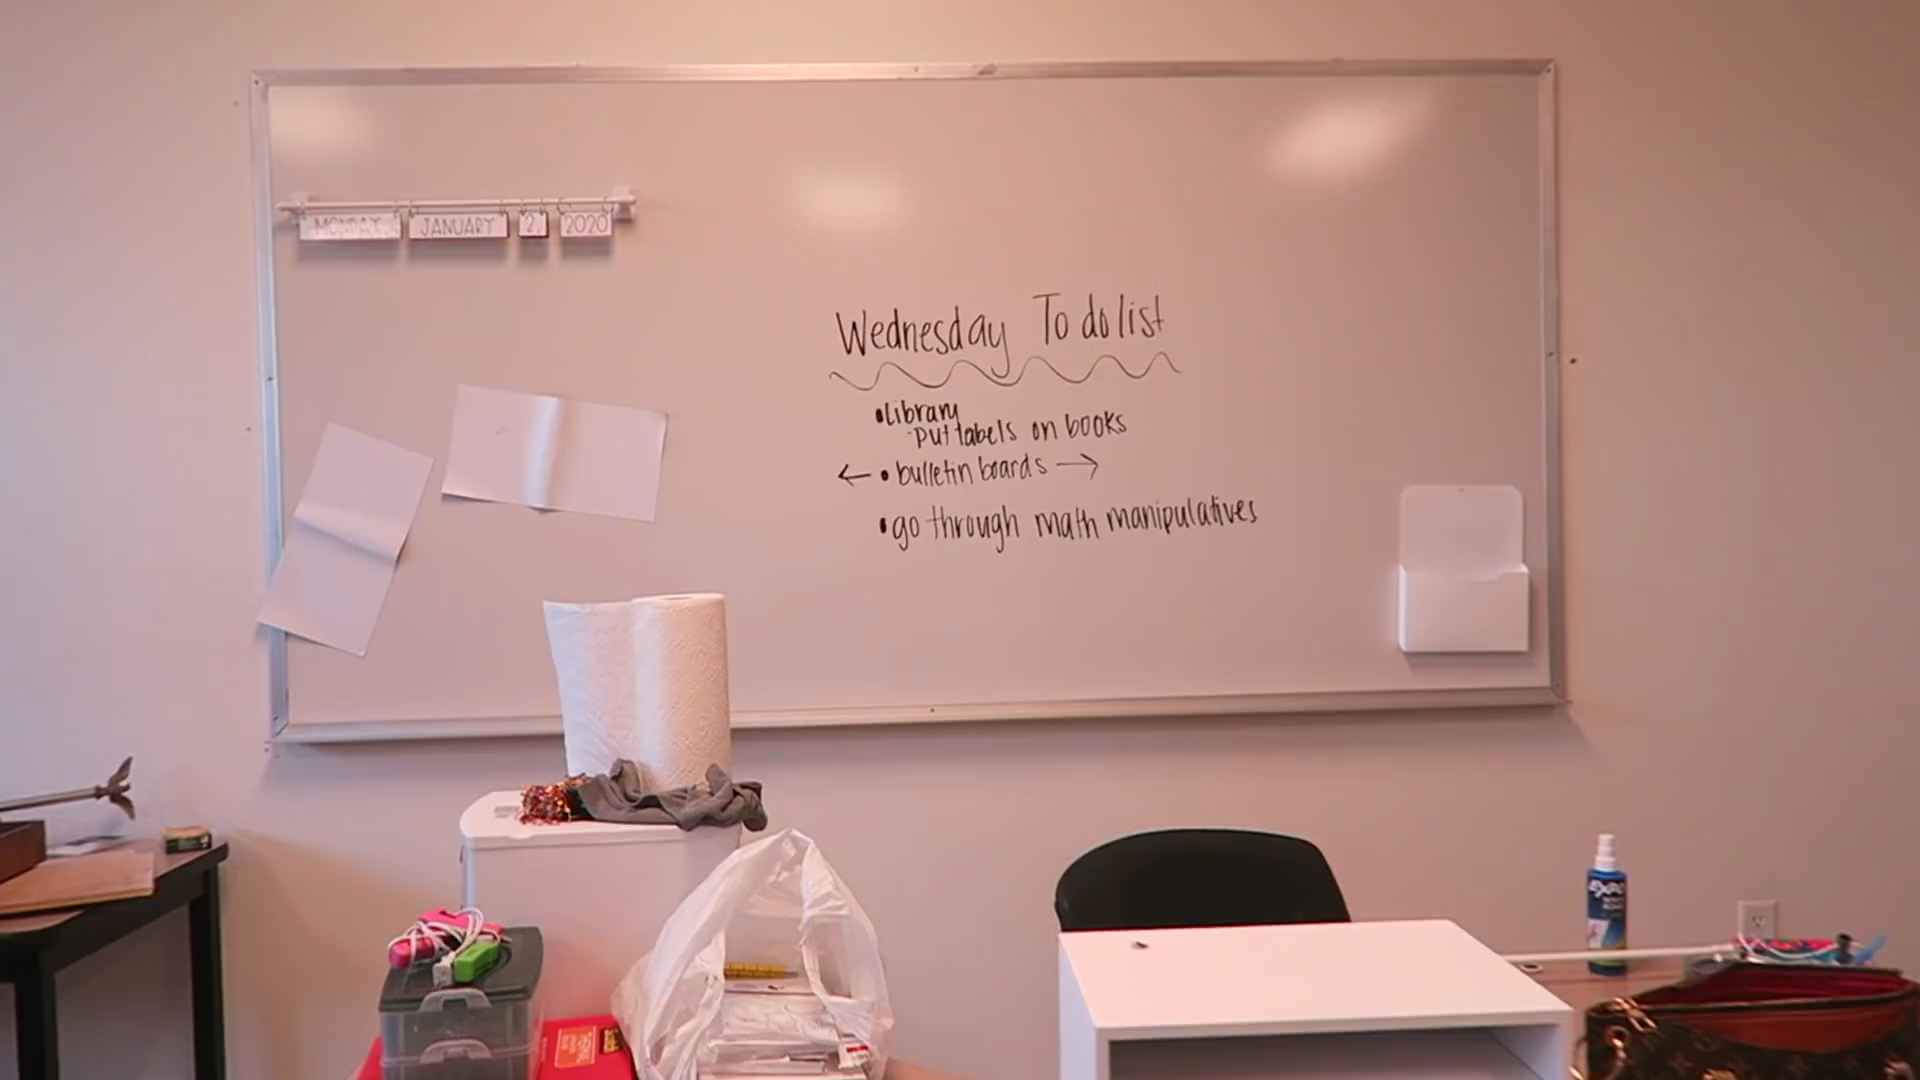 MONDAY JANUARY 2 2020
Wednesday To do list
•library
-put labels on books
← • bulletin boards →
•go through math manipulatives
EXPO